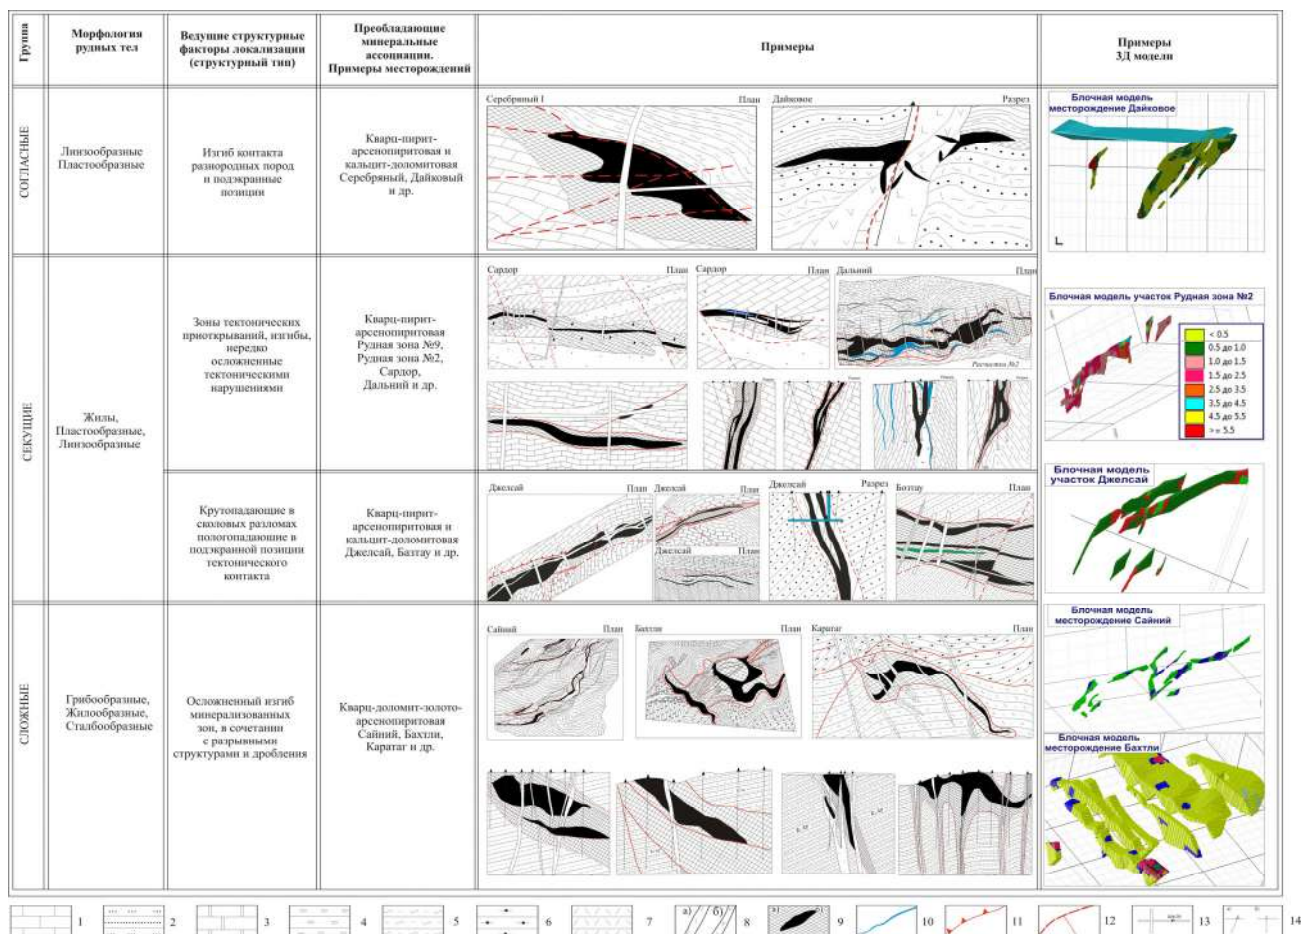 Группа
Морфология
рудных тел
Ведущие структурные
факторы локализации
(структурный тип)
Преобладающие
минеральные
ассоциации.
Примеры месторождений
Примеры
Примеры
3Д модели
СОГЛАСНЫЕ
Линзообразные
Пластообразные
Изгиб контакта
разнородных пород
и подэкранные
позиции
Кварц-пирит-
арсенопиритовая и
кальцит-доломитовая
Серебряный, Дайковый
и др.
Серебряный I План
Дайковое Разрез
Блочная модель
месторождение Дайковое
СЕКУЩИЕ
Жилы,
Пластообразные,
Линзообразные
Зоны тектонических
приоткрываний, изгибы,
нередко
осложненные
тектоническими
нарушениями
Кварц-пирит-
арсенопиритовая
Рудная зона №9,
Рудная зона №2,
Сардор,
Дальний и др.
Сардор План
Сардор План
Дальний План
Расчистка №2
Блочная модель участок Рудная зона №2
< 0.5
0.5 до 1.0
1.0 до 1.5
1.5 до 2.5
2.5 до 3.5
3.5 до 4.5
4.5 до 5.5
>= 5.5
Крутопадающие в
сколовых разломах
пологопадающие в
подэкранной позиции
тектонического
контакта
Кварц-пирит-
арсенопиритовая и
кальцит-доломитовая
Джелсай, Базтау и др.
Джелсай План
Джелсай План
Джелсай План
Джелсай Разрез
Бозтау План
Блочная модель
участок Джелсай
СЛОЖНЫЕ
Грибообразные,
Жилообразные,
Сталбообразные
Осложненный изгиб
минерализованных
зон, в сочетании
с разрывными
структурами и дробления
Кварц-доломит-золото-
арсенопиритовая
Сайний, Бахтли,
Каратаг и др.
Сайний План
Бахтли План
Каратаг План
Блочная модель
месторождение Сайний
Блочная модель
месторождение Бахтли
1 2 3 4 5 6 7 а) б) 8 9 10 11 12 13 14